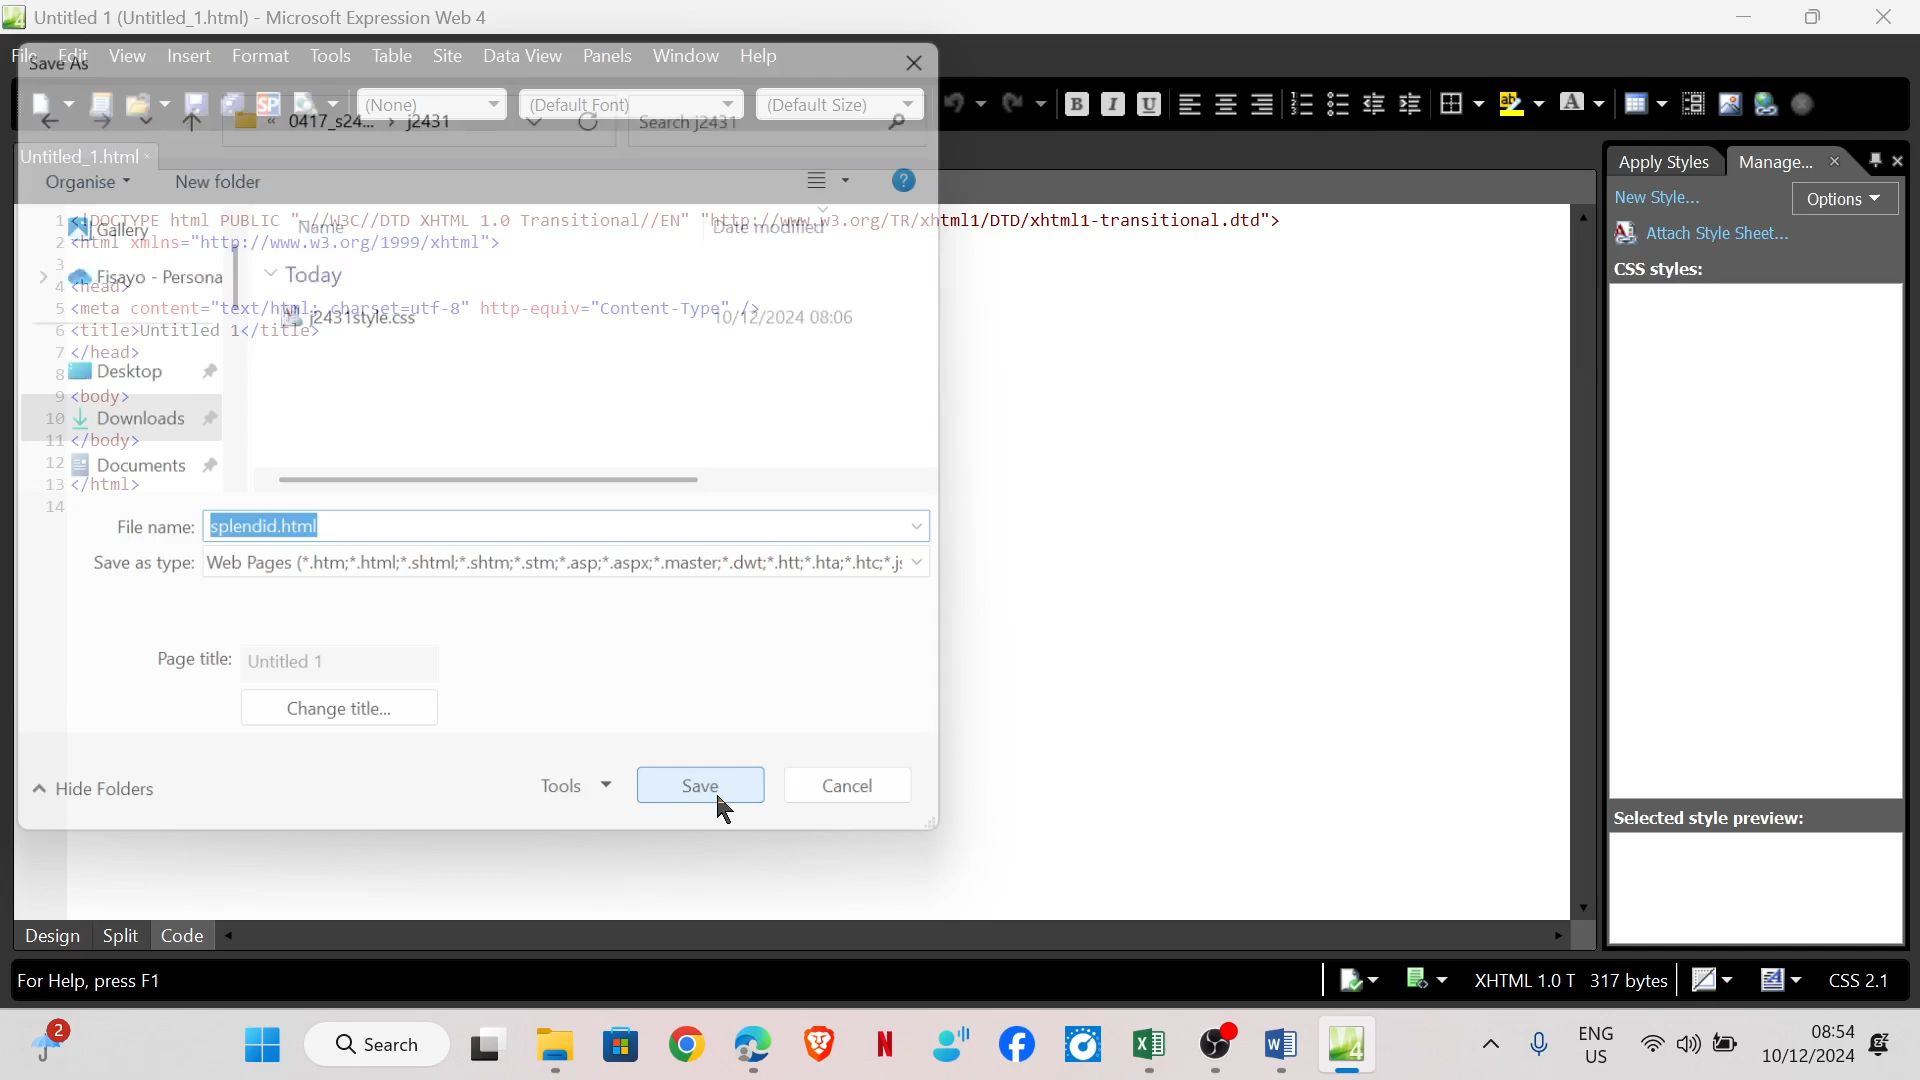 Untitled 1 (Untitled_1.html) - Microsoft Expression Web 4
File Edit View Insert Format Tools Table Site Data View Panels Window Help
Save As
(None) (Default Font) (Default Size)
« 0417_s24... › j2431
Search j2431
Untitled_1.html
Organise
New folder
1 <!DOCTYPE html PUBLIC "-//W3C//DTD XHTML 1.0 Transitional//EN" "http://www.w3.org/TR/xhtml1/DTD/xhtml1-transitional.dtd">
2 <html xmlns="http://www.w3.org/1999/xhtml">
3
4 <head>
5 <meta content="text/html; charset=utf-8" http-equiv="Content-Type" />
6 <title>Untitled 1</title>
7 </head>
8
9 <body>
10
11 </body>
12
13 </html>
14
Gallery
Name
Date modified
Fisayo - Persona
Today
j2431style.css
10/12/2024 08:06
Desktop
Downloads
Documents
File name: splendid.html
Save as type: Web Pages (*.htm;*.html;*.shtml;*.shtm;*.stm;*.asp;*.aspx;*.master;*.dwt;*.htt;*.hta;*.htc;*.j
Page title: Untitled 1
Change title...
Hide Folders
Tools
Save
Cancel
Apply Styles
Manage...
New Style...
Options
Attach Style Sheet...
CSS styles:
Selected style preview:
Design Split Code
For Help, press F1
XHTML 1.0 T 317 bytes
CSS 2.1
2
Search
ENG
US
08:54
10/12/2024